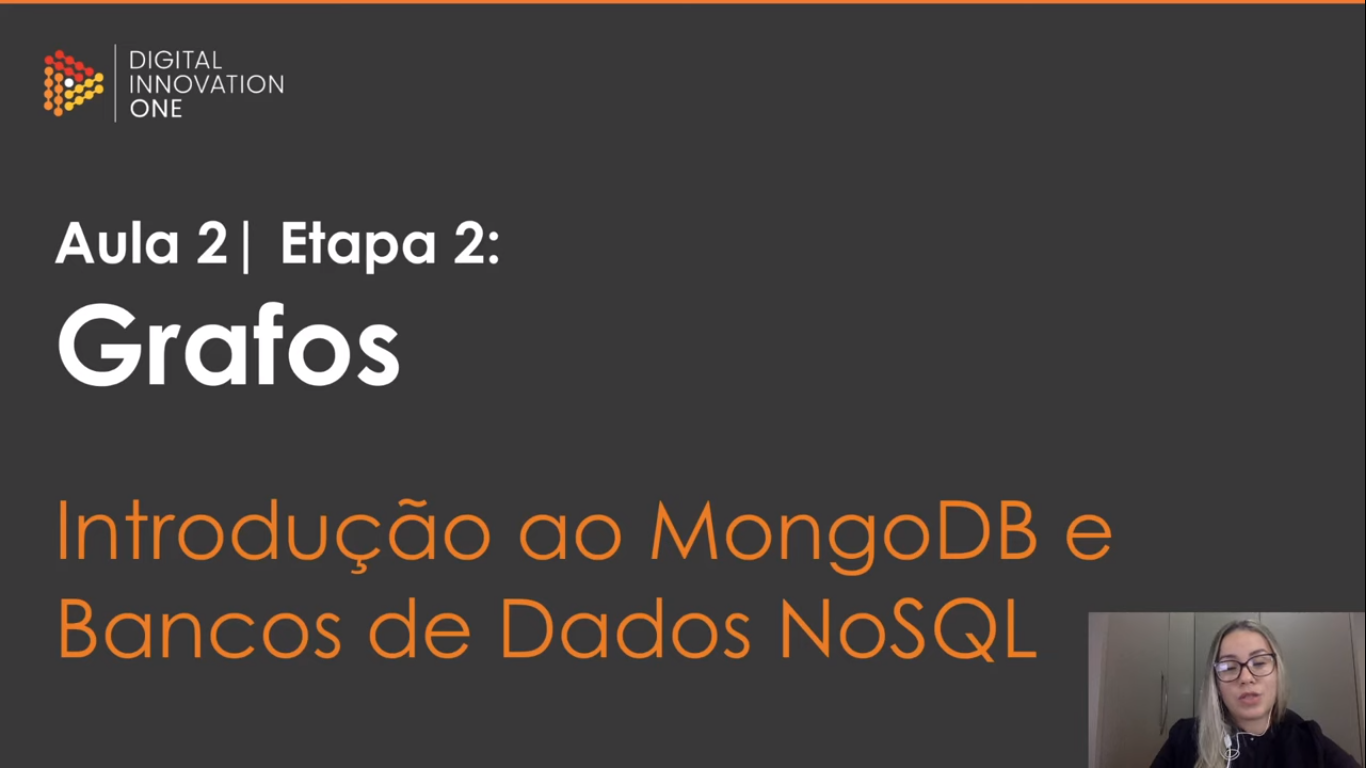 DIGITAL
INNOVATION
ONE
Aula 2| Etapa 2:
Grafos
Introdução ao MongoDB e
Bancos de Dados NoSQL